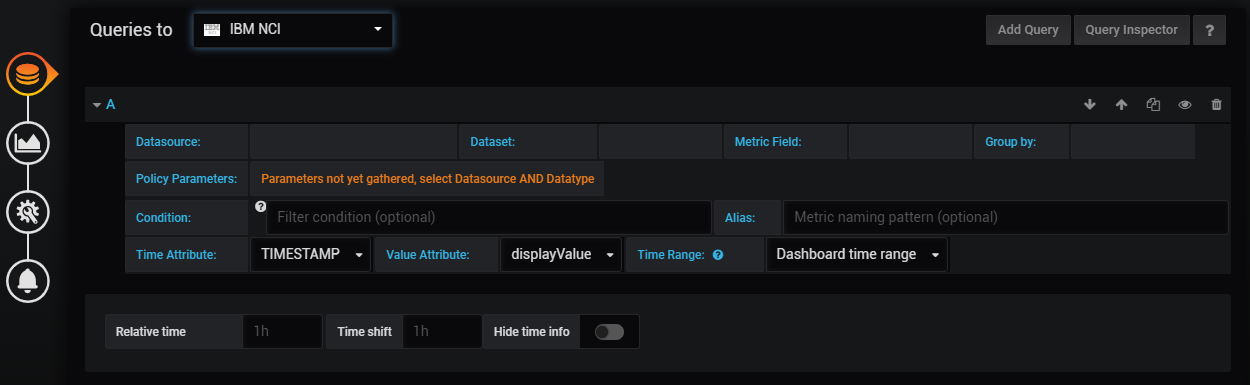 Queries to IBM NCI Add Query Query Inspector ?
A
Datasource: Dataset: Metric Field: Group by:
Policy Parameters: Parameters not yet gathered, select Datasource AND Datatype
Condition: ? Filter condition (optional) Alias: Metric naming pattern (optional)
Time Attribute: TIMESTAMP Value Attribute: displayValue Time Range: ? Dashboard time range
Relative time 1h Time shift 1h Hide time info